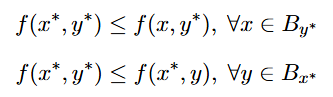 f(x*, y*) ≤ f(x, y*), ∀x ∈ B_{y*}
f(x*, y*) ≤ f(x*, y), ∀y ∈ B_{x*}